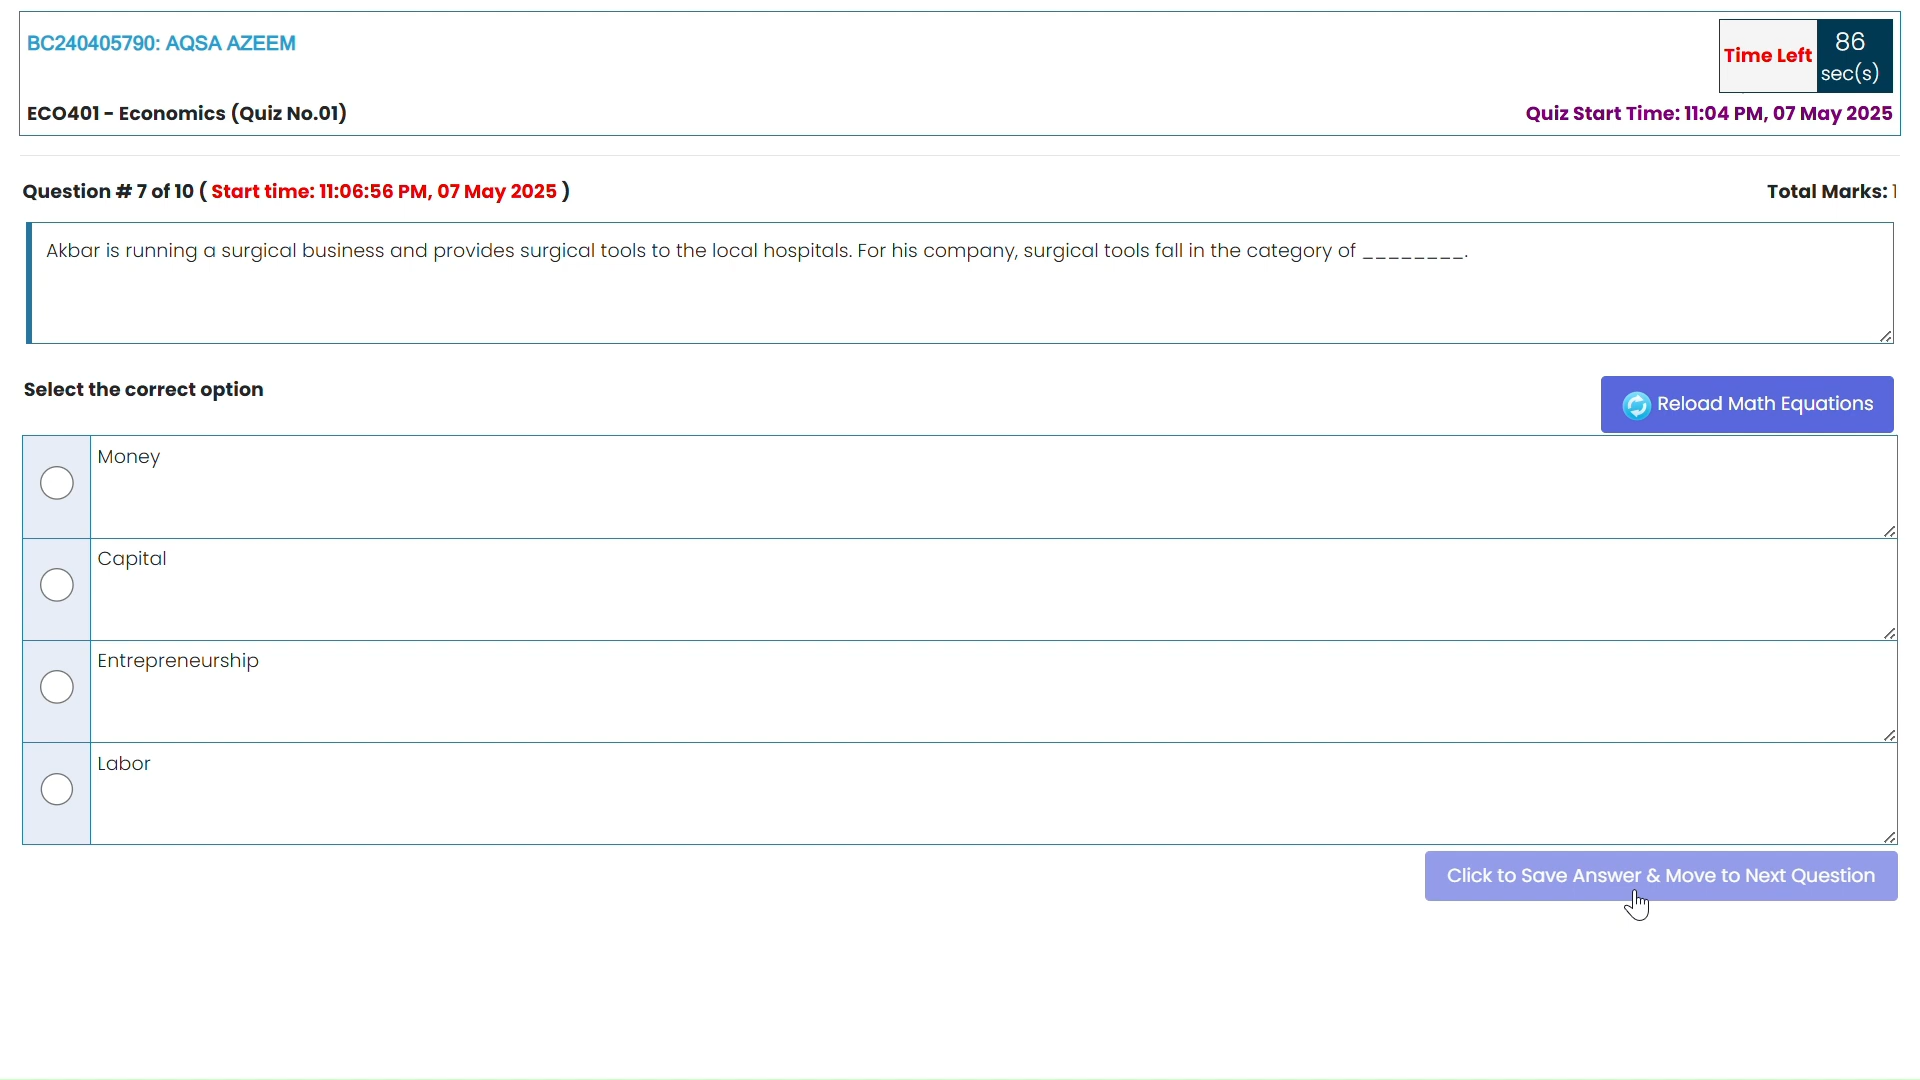 BC240405790: AQSA AZEEM
Time Left
86
sec(s)
ECO401 - Economics (Quiz No.01)
Quiz Start Time: 11:04 PM, 07 May 2025
Question # 7 of 10 ( Start time: 11:06:56 PM, 07 May 2025 )
Total Marks: 1
Akbar is running a surgical business and provides surgical tools to the local hospitals. For his company, surgical tools fall in the category of ________.
Select the correct option
Reload Math Equations
Money
Capital
Entrepreneurship
Labor
Click to Save Answer & Move to Next Question